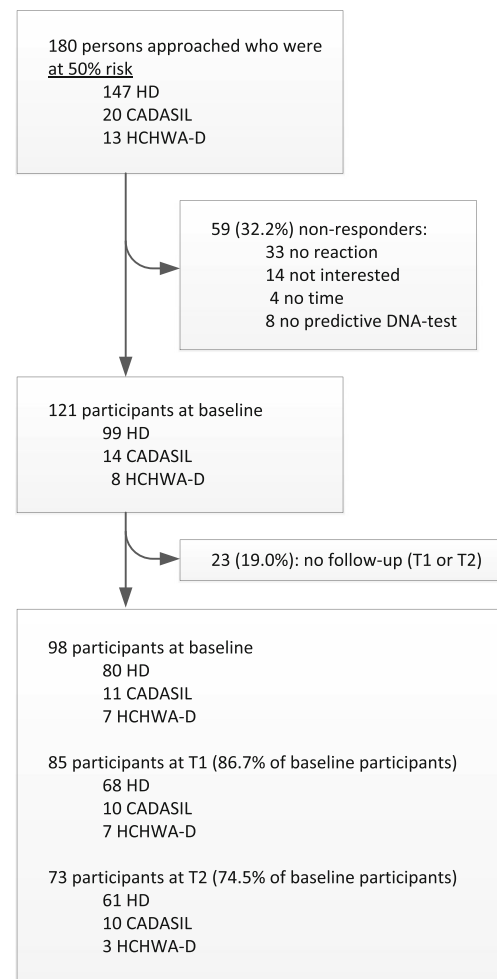 180 persons approached who were
at 50% risk
147 HD
20 CADASIL
13 HCHWA-D
59 (32.2%) non-responders:
33 no reaction
14 not interested
4 no time
8 no predictive DNA-test
121 participants at baseline
99 HD
14 CADASIL
8 HCHWA-D
23 (19.0%): no follow-up (T1 or T2)
98 participants at baseline
80 HD
11 CADASIL
7 HCHWA-D
85 participants at T1 (86.7% of baseline participants)
68 HD
10 CADASIL
7 HCHWA-D
73 participants at T2 (74.5% of baseline participants)
61 HD
10 CADASIL
3 HCHWA-D